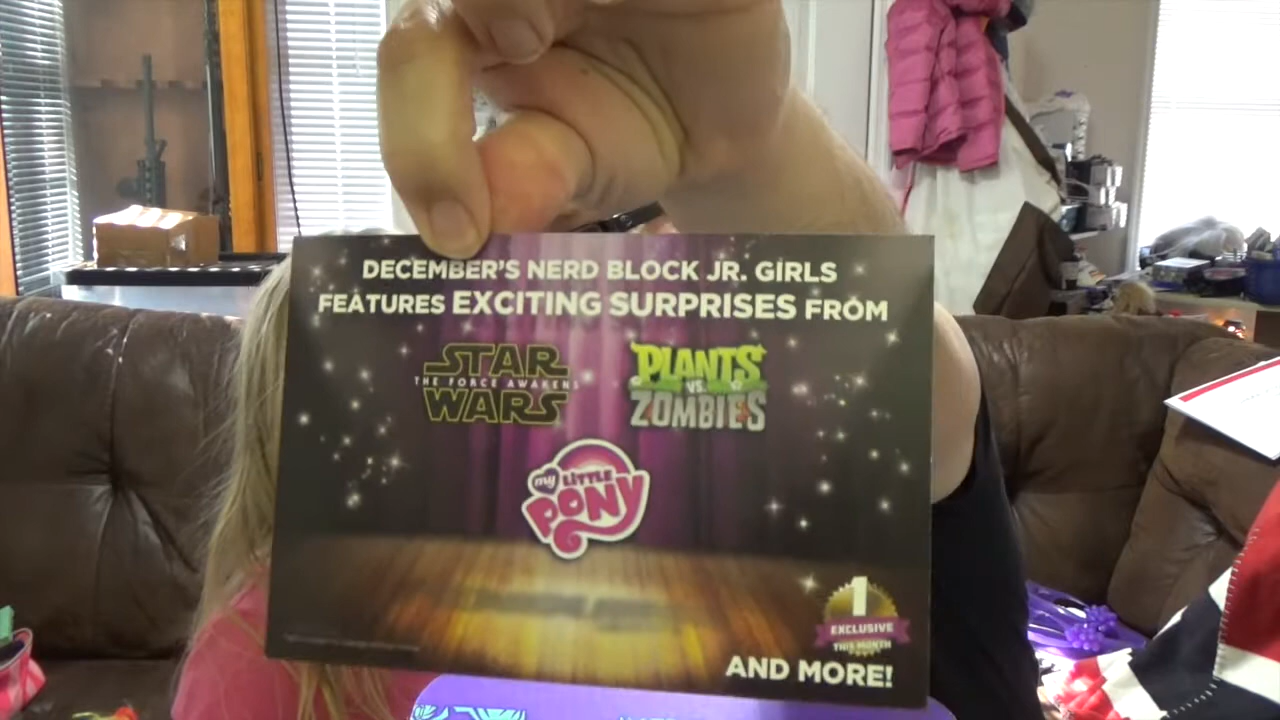 DECEMBER'S NERD BLOCK JR. GIRLS
FEATURES EXCITING SURPRISES FROM
STAR
THE FORCE AWAKENS
WARS
PLANTS
VS.
ZOMBIES
my LITTLE
PONY
1
EXCLUSIVE
THIS MONTH
AND MORE!